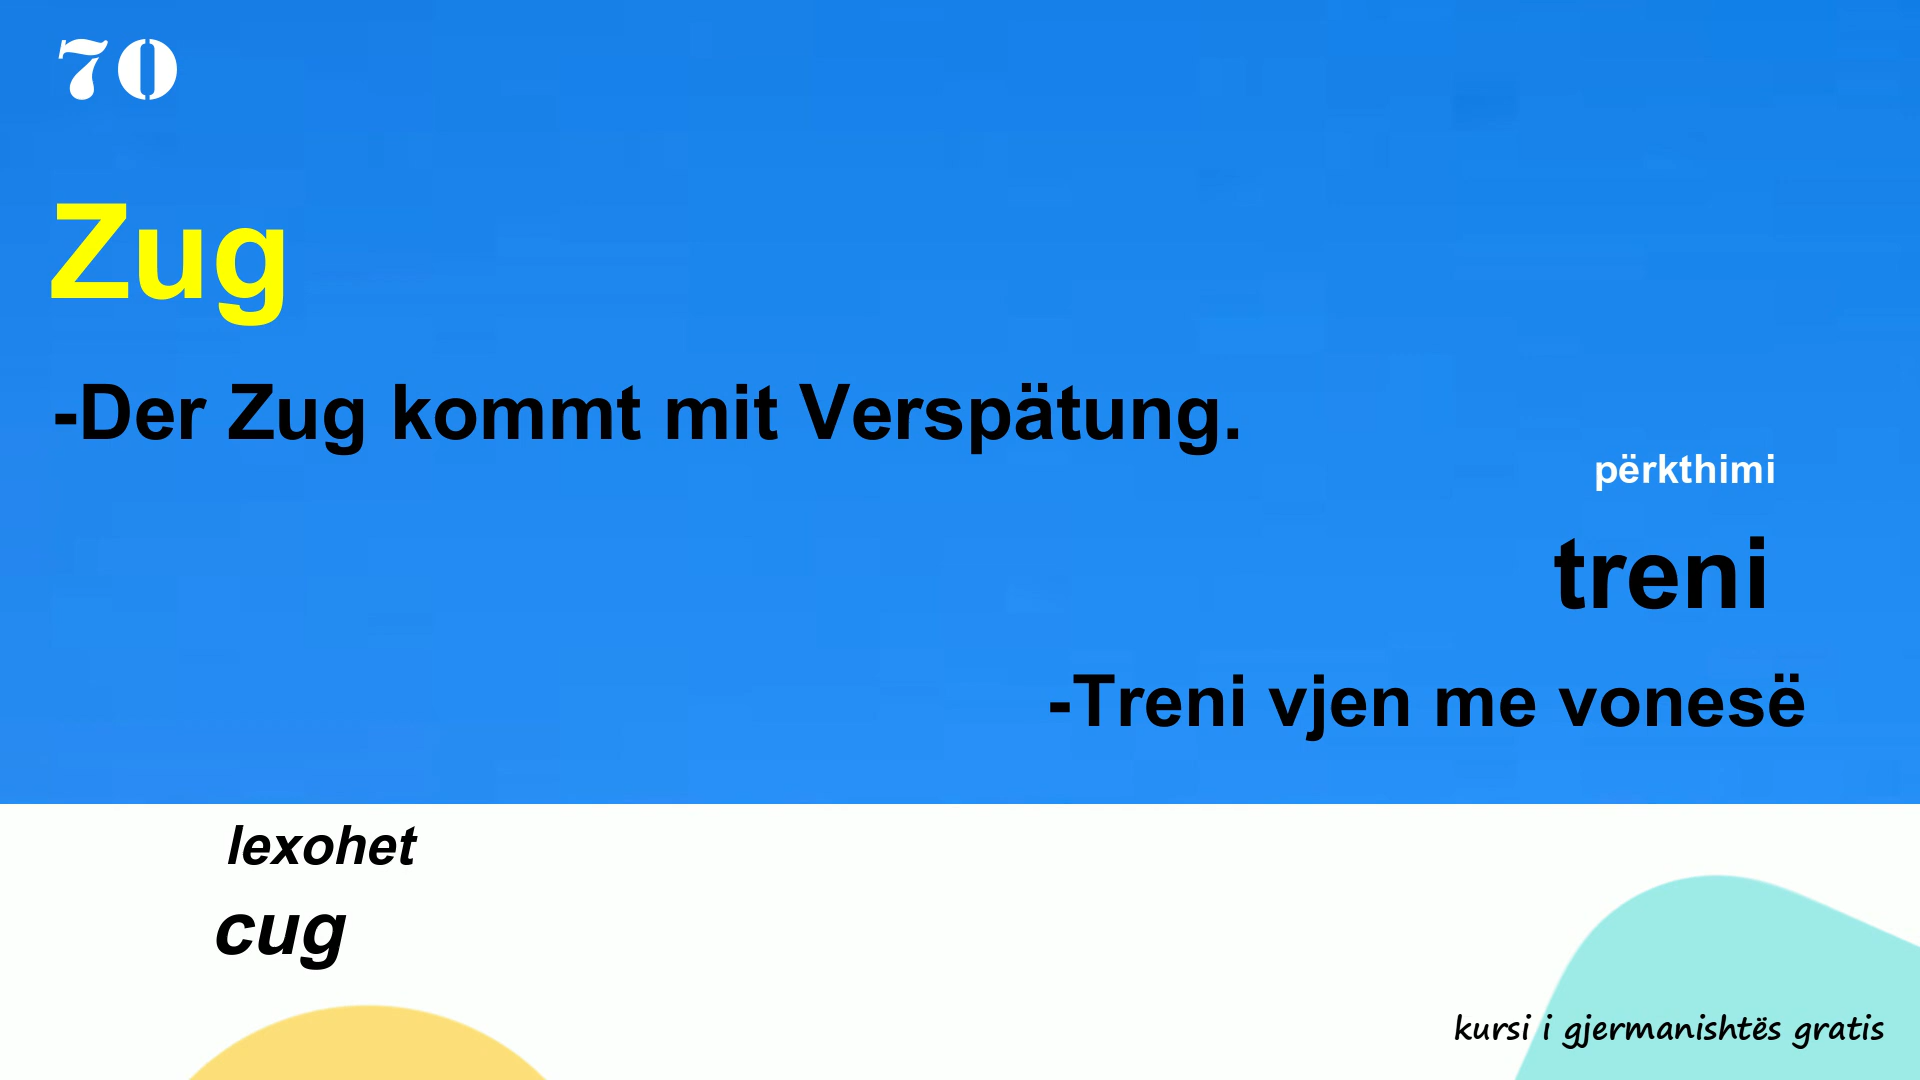 70
Zug
-Der Zug kommt mit Verspätung.
përkthimi
treni
-Treni vjen me vonesë
lexohet
cug
kursi i gjermanishtës gratis